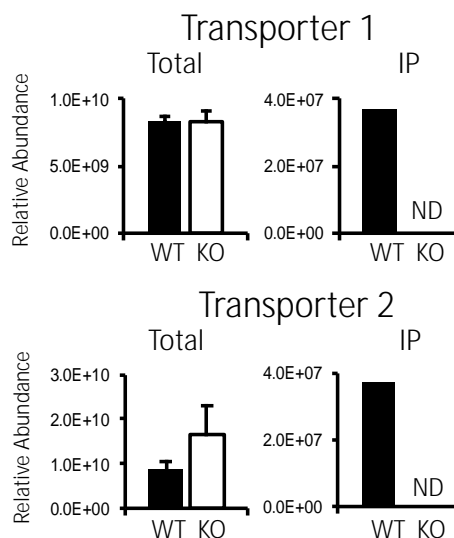 Transporter 1
Total IP
Relative Abundance
1.0E+10
5.0E+09
0.0E+00
WT KO
4.0E+07
2.0E+07
0.0E+00
ND
WT KO
Transporter 2
Total IP
Relative Abundance
3.0E+10
2.0E+10
1.0E+10
0.0E+00
WT KO
4.0E+07
2.0E+07
0.0E+00
ND
WT KO